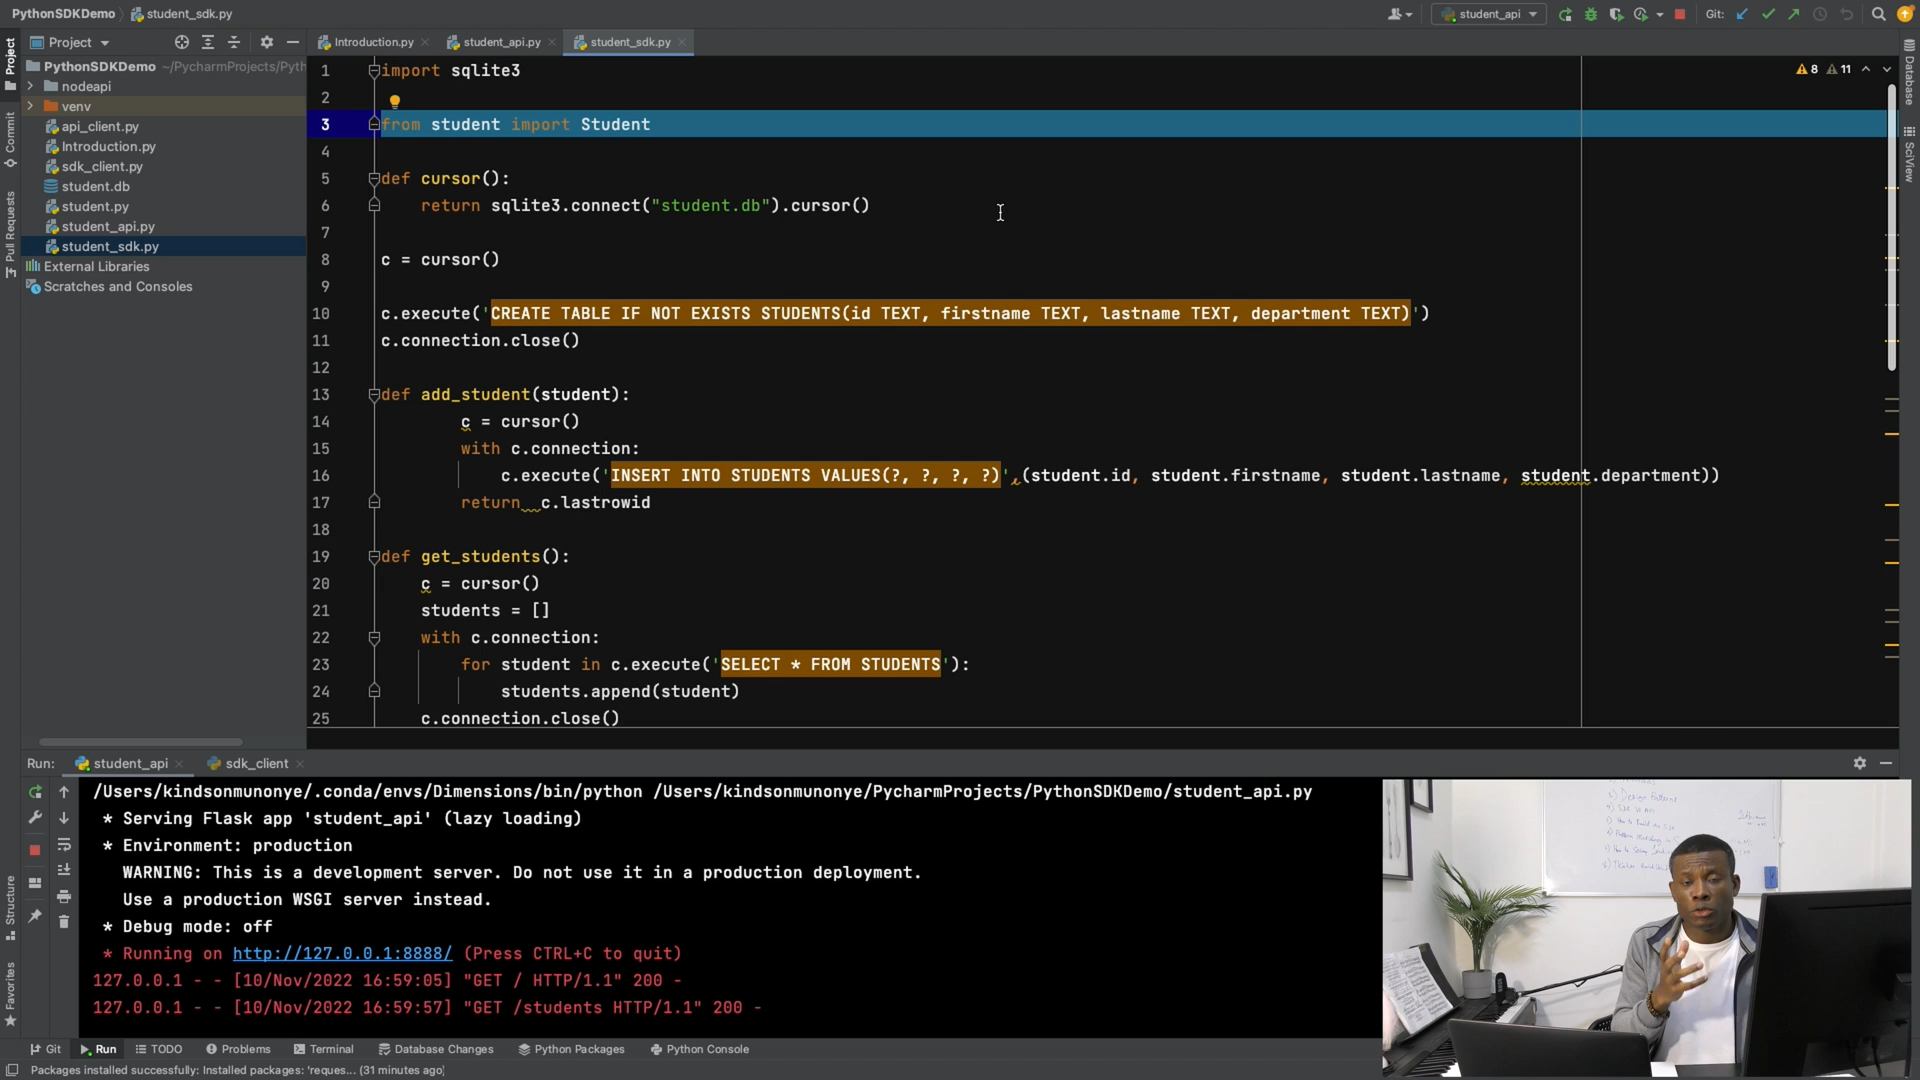 PythonSDKDemo student_sdk.py
student_api Git:
Project
Introduction.py student_api.py student_sdk.py
PythonSDKDemo ~/PycharmProjects/Pyth
nodeapi
venv
api_client.py
Introduction.py
sdk_client.py
student.db
student.py
student_api.py
student_sdk.py
External Libraries
Scratches and Consoles
Project
Commit
Pull Requests
Structure
Favorites
8 11
Database
SciView
1 import sqlite3
2
3 from student import Student
4
5 def cursor():
6 return sqlite3.connect("student.db").cursor()
7
8 c = cursor()
9
10 c.execute('CREATE TABLE IF NOT EXISTS STUDENTS(id TEXT, firstname TEXT, lastname TEXT, department TEXT)')
11 c.connection.close()
12
13 def add_student(student):
14 c = cursor()
15 with c.connection:
16 c.execute('INSERT INTO STUDENTS VALUES(?, ?, ?, ?)',(student.id, student.firstname, student.lastname, student.department))
17 return  c.lastrowid
18
19 def get_students():
20 c = cursor()
21 students = []
22 with c.connection:
23 for student in c.execute('SELECT * FROM STUDENTS'):
24 students.append(student)
25 c.connection.close()
Run: student_api sdk_client
/Users/kindsonmunonye/.conda/envs/Dimensions/bin/python /Users/kindsonmunonye/PycharmProjects/PythonSDKDemo/student_api.py
* Serving Flask app 'student_api' (lazy loading)
* Environment: production
WARNING: This is a development server. Do not use it in a production deployment.
Use a production WSGI server instead.
* Debug mode: off
* Running on http://127.0.0.1:8888/ (Press CTRL+C to quit)
127.0.0.1 - - [10/Nov/2022 16:59:05] "GET / HTTP/1.1" 200 -
127.0.0.1 - - [10/Nov/2022 16:59:57] "GET /students HTTP/1.1" 200 -
Design Patterns
Git Run TODO Problems Terminal Database Changes Python Packages Python Console
Packages installed successfully: Installed packages: 'reques... (31 minutes ago)